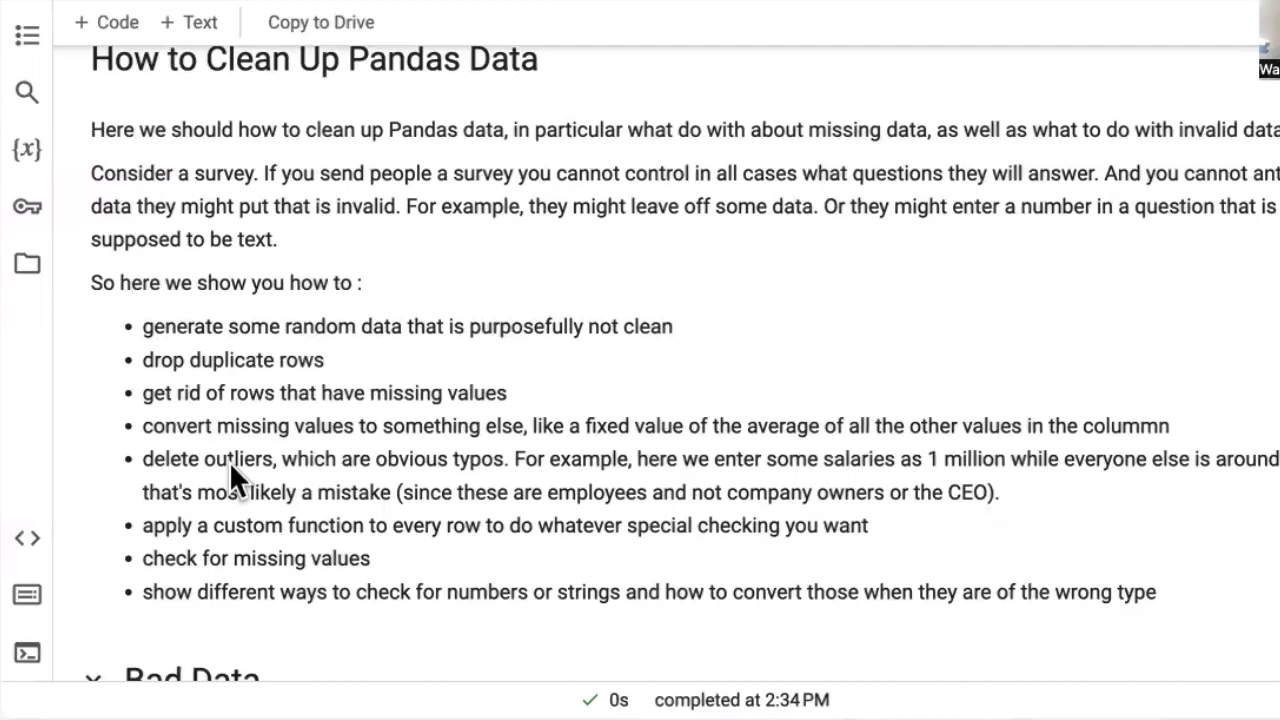 + Code + Text Copy to Drive
How to Clean Up Pandas Data
Wa
Here we should how to clean up Pandas data, in particular what do with about missing data, as well as what to do with invalid data
Consider a survey. If you send people a survey you cannot control in all cases what questions they will answer. And you cannot ant
data they might put that is invalid. For example, they might leave off some data. Or they might enter a number in a question that is
supposed to be text.
So here we show you how to :
• generate some random data that is purposefully not clean
• drop duplicate rows
• get rid of rows that have missing values
• convert missing values to something else, like a fixed value of the average of all the other values in the colummn
• delete outliers, which are obvious typos. For example, here we enter some salaries as 1 million while everyone else is around
that's most likely a mistake (since these are employees and not company owners or the CEO).
• apply a custom function to every row to do whatever special checking you want
• check for missing values
• show different ways to check for numbers or strings and how to convert those when they are of the wrong type
Bad Data
0s completed at 2:34 PM